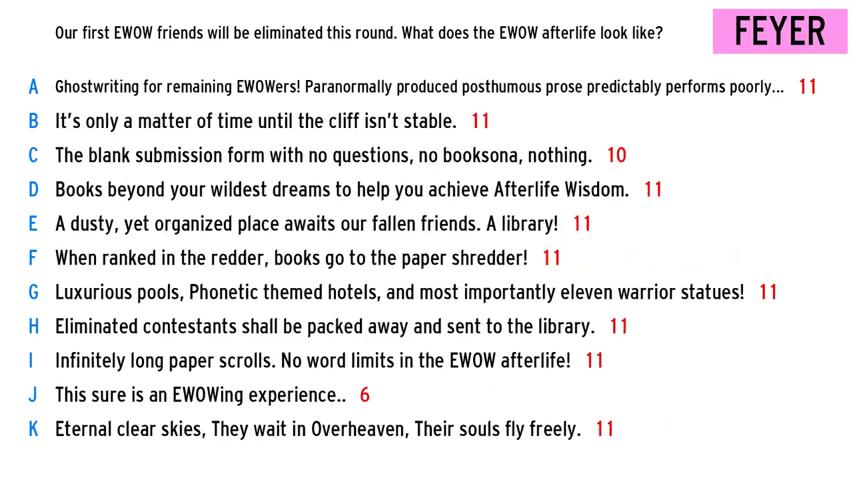 Our first EWOW friends will be eliminated this round. What does the EWOW afterlife look like?
FEYER
A Ghostwriting for remaining EWOWers! Paranormally produced posthumous prose predictably performs poorly... 11
B It's only a matter of time until the cliff isn't stable. 11
C The blank submission form with no questions, no booksona, nothing. 10
D Books beyond your wildest dreams to help you achieve Afterlife Wisdom. 11
E A dusty, yet organized place awaits our fallen friends. A library! 11
F When ranked in the redder, books go to the paper shredder! 11
G Luxurious pools, Phonetic themed hotels, and most importantly eleven warrior statues! 11
H Eliminated contestants shall be packed away and sent to the library. 11
I Infinitely long paper scrolls. No word limits in the EWOW afterlife! 11
J This sure is an EWOWing experience.. 6
K Eternal clear skies, They wait in Overheaven, Their souls fly freely. 11